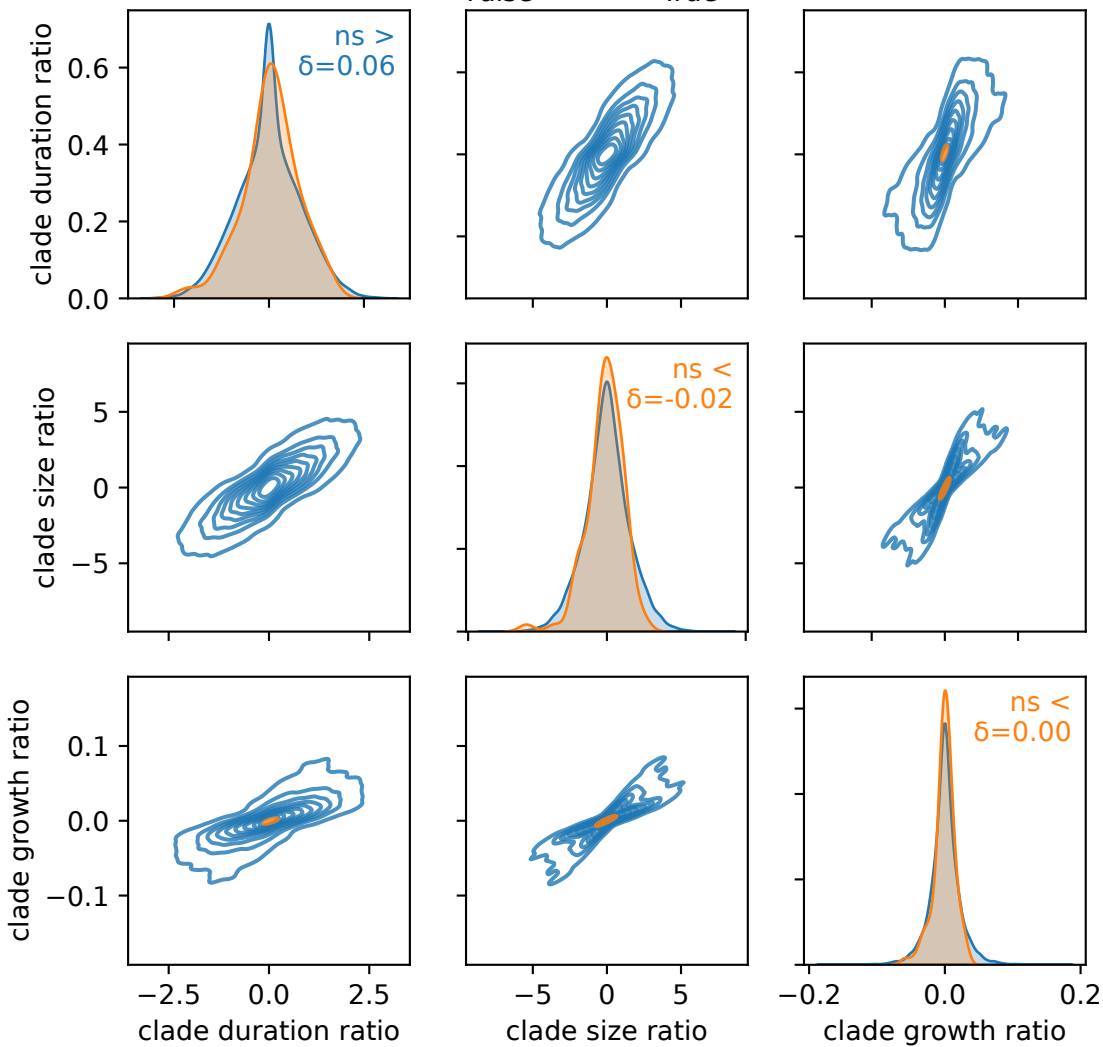 clade duration ratio
0.6
0.4
0.2
0.0
ns >
δ=0.06
−5 0 5
clade size ratio
5
0
−5
ns <
δ=-0.02
clade growth ratio
0.1
0.0
−0.1
ns <
δ=0.00
−2.5 0.0 2.5
−5 0 5
−0.2 0.0 0.2
clade duration ratio
clade size ratio
clade growth ratio